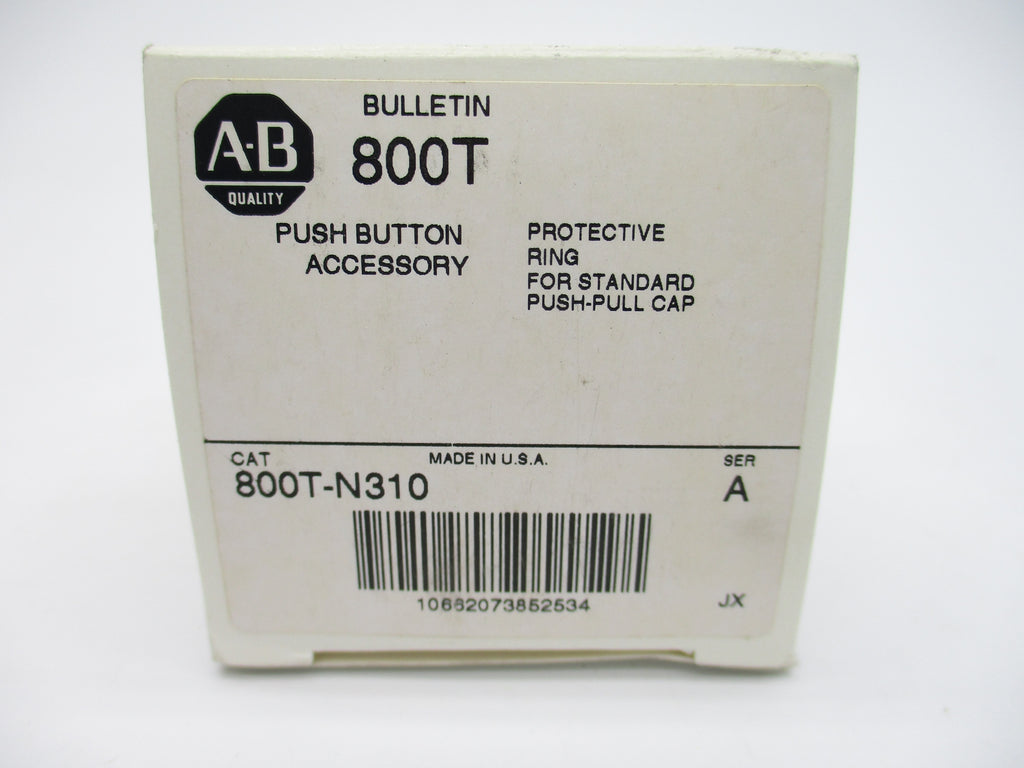 A-B
QUALITY
BULLETIN
800T
PUSH BUTTON
ACCESSORY
PROTECTIVE
RING
FOR STANDARD
PUSH-PULL CAP
CAT
MADE IN U.S.A.
SER
800T-N310
A
10662073852534
JX